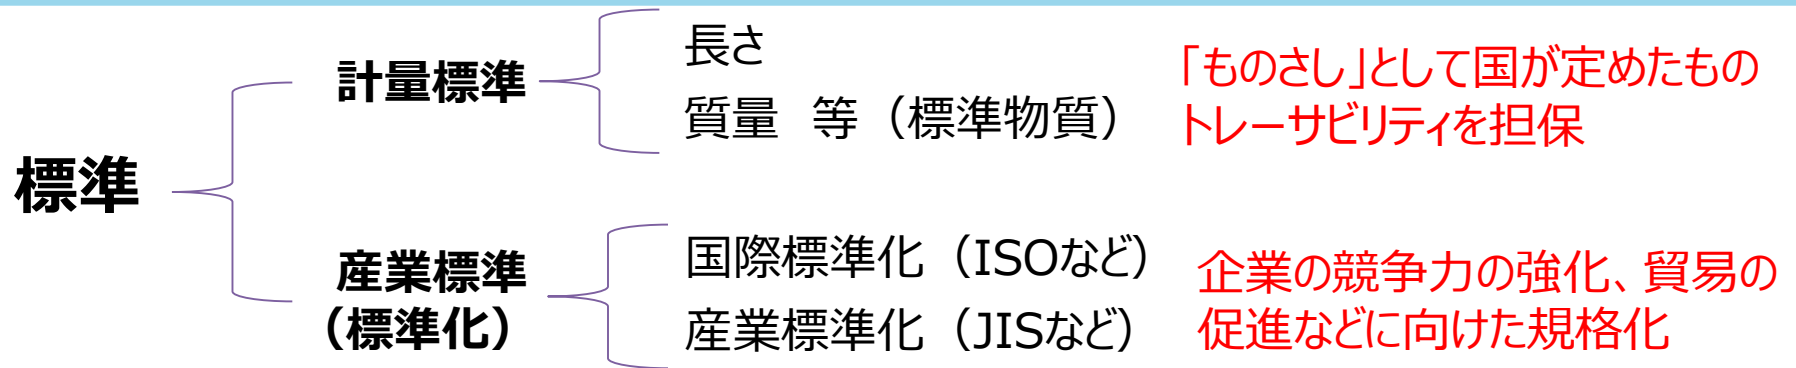 標準
計量標準
長さ
質量 等（標準物質）
「ものさし」として国が定めたもの
トレーサビリティを担保
産業標準
（標準化）
国際標準化（ISOなど）
産業標準化（JISなど）
企業の競争力の強化、貿易の
促進などに向けた規格化